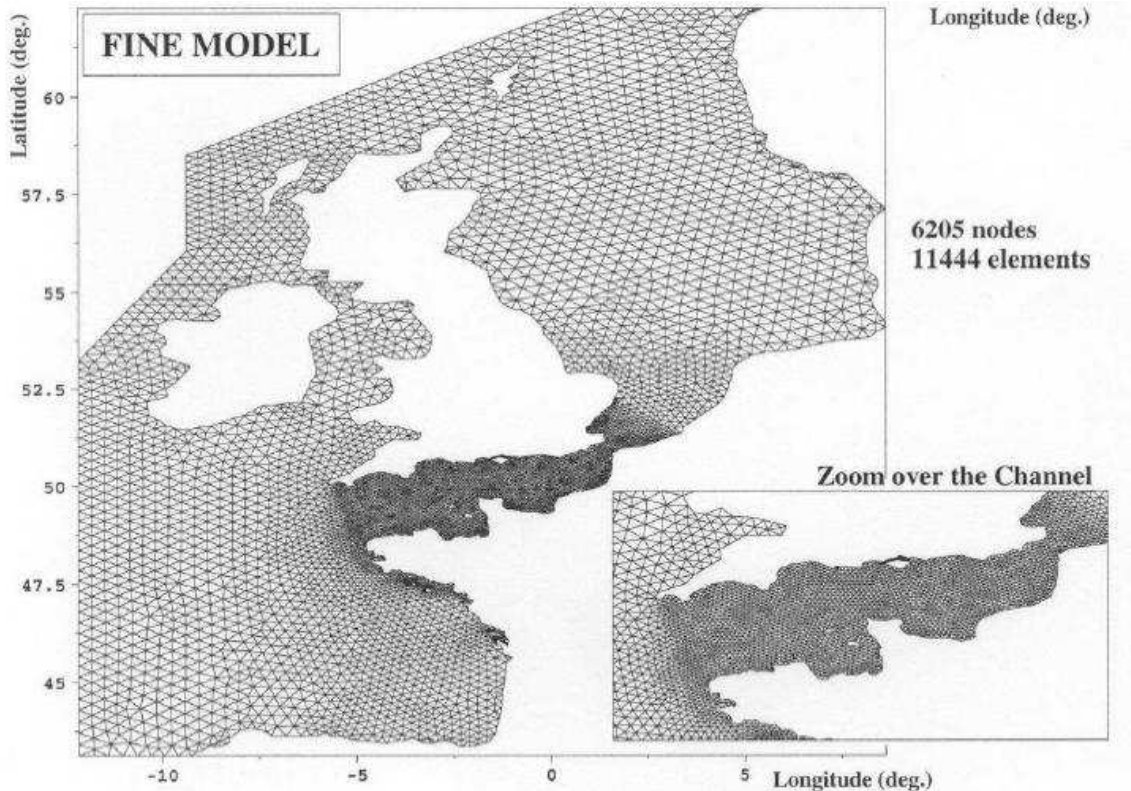 Longitude (deg.)
FINE MODEL
Latitude (deg.)
60
57.5
6205 nodes
11444 elements
55
52.5
Zoom over the Channel
50
47.5
45
-10
-5
0
5
Longitude (deg.)